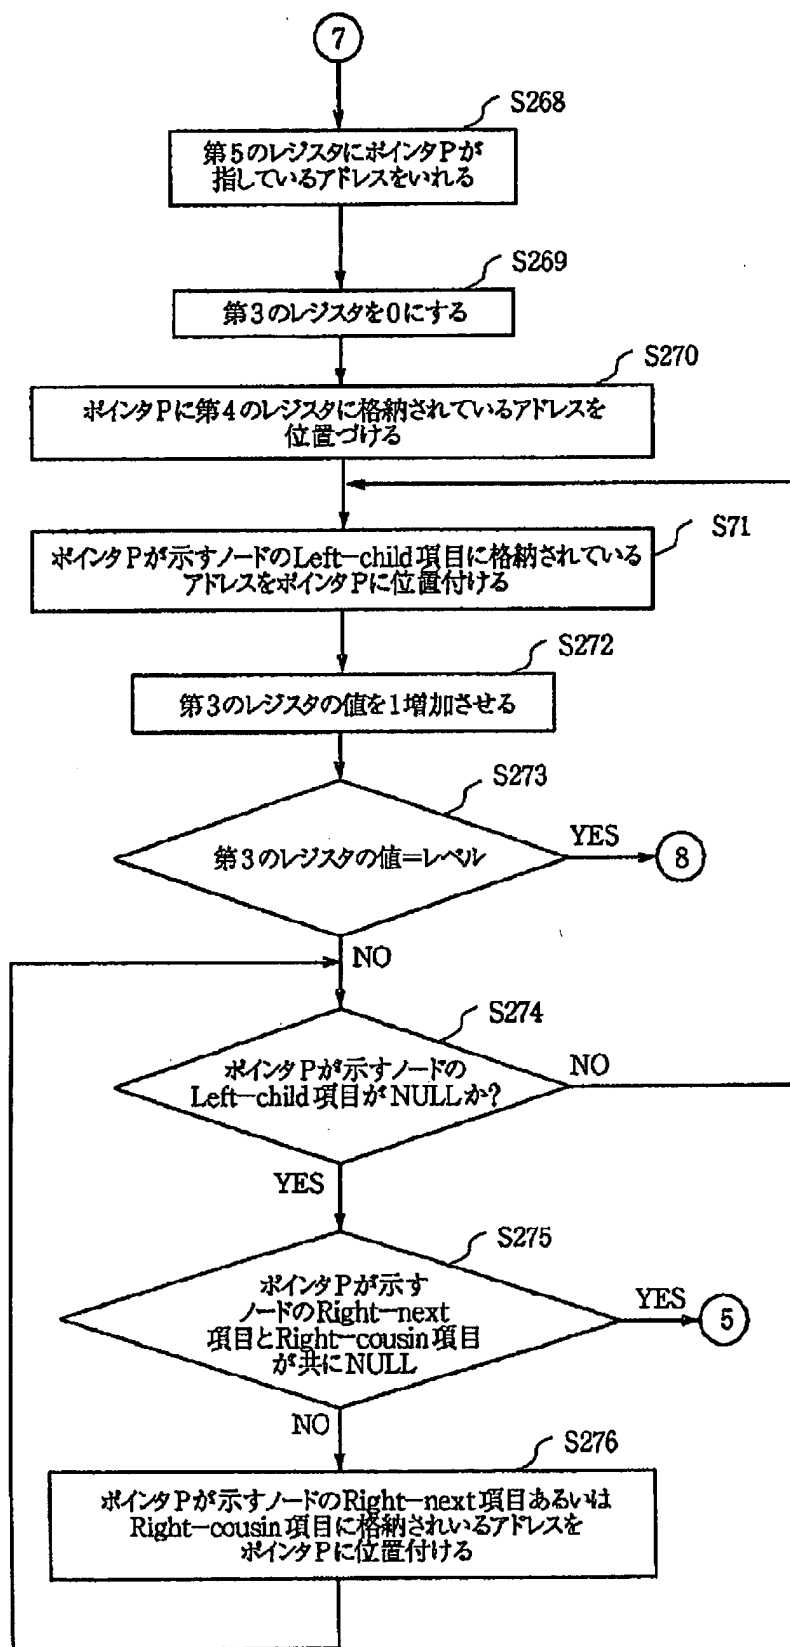 7
S268
第5のレジスタにポインタPが
指しているアドレスをいれる
S269
第3のレジスタを0にする
S270
ポインタPに第4のレジスタに格納されているアドレスを
位置づける
S71
ポインタPが示すノードのLeft-child項目に格納されている
アドレスをポインタPに位置付ける
S272
第3のレジスタの値を1増加させる
S273
第3のレジスタの値=レベル
YES
8
NO
S274
ポインタPが示すノードの
Left-child項目がNULLか?
NO
YES
S275
ポインタPが示す
ノードのRight-next
項目とRight-cousin項目
が共にNULL
YES
5
NO
S276
ポインタPが示すノードのRight-next項目あるいは
Right-cousin項目に格納されいるアドレスを
ポインタPに位置付ける